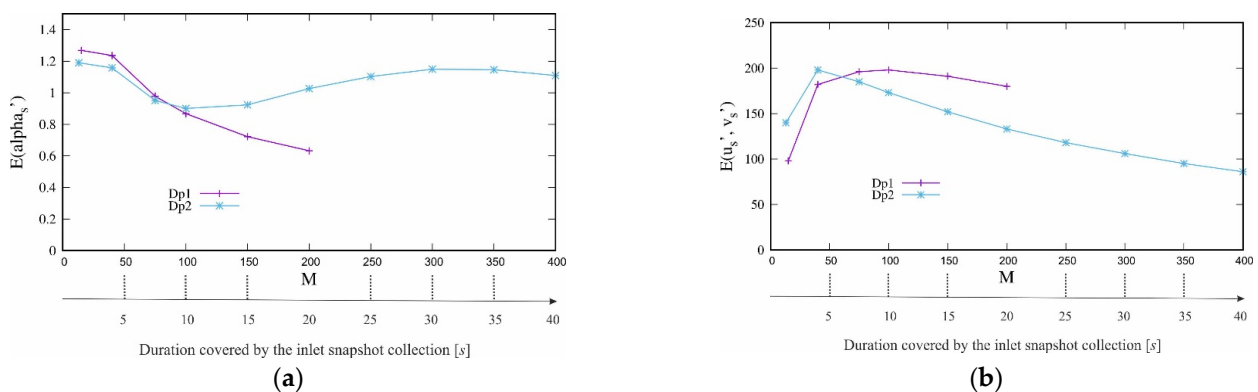 1.4
1.2
1
0.8
0.6
0.4
0.2
0
E(alphas')
Dp1
Dp2
0 50 100 150 200 250 300 350 400
M
5 10 15 20 25 30 35 40
Duration covered by the inlet snapshot collection [s]
(a)
250
200
150
100
50
0
E(us', vs')
Dp1
Dp2
0 50 100 150 200 250 300 350 400
M
5 10 15 20 25 30 35 40
Duration covered by the inlet snapshot collection [s]
(b)